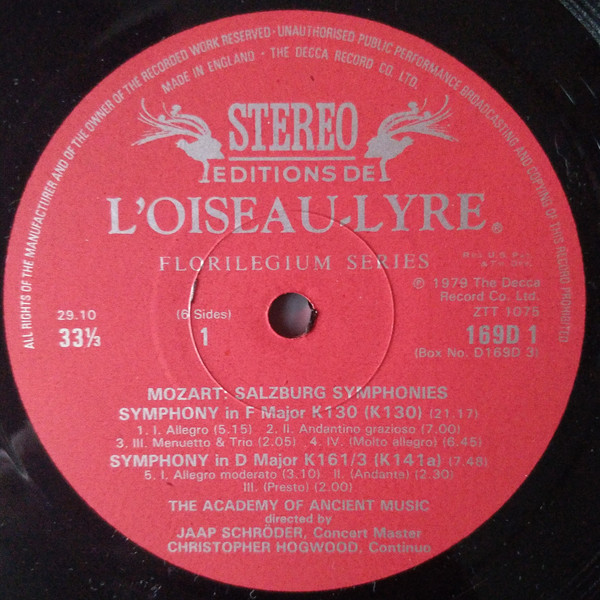 ALL RIGHTS OF THE MANUFACTURER AND OF THE OWNER OF THE RECORDED WORK RESERVED · UNAUTHORISED PUBLIC PERFORMANCE BROADCASTING AND COPYING OF THIS RECORD PROHIBITED
MADE IN ENGLAND · THE DECCA RECORD CO. LTD.
STEREO
EDITIONS DE
L'OISEAU-LYRE®
FLORILEGIUM SERIES
REG. U.S. PAT.
& T.M. OFF.
℗ 1979 The Decca
Record Co. Ltd.
29.10
(6 Sides)
ZTT 1075
33⅓
1
169D 1
(Box No. D169D 3)
MOZART: SALZBURG SYMPHONIES
SYMPHONY in F Major K130 (K130) (21.17)
1. I. Allegro (5.15) 2. II. Andantino grazioso (7.00)
3. III. Menuetto & Trio (2.05) 4. IV. (Molto allegro) (6.45)
SYMPHONY in D Major K161/3 (K141a) (7.48)
5. I. Allegro moderato (3.10) II. (Andante) (2.30)
III. (Presto) (2.00)
THE ACADEMY OF ANCIENT MUSIC
directed by
JAAP SCHRÖDER, Concert Master
CHRISTOPHER HOGWOOD, Continuo